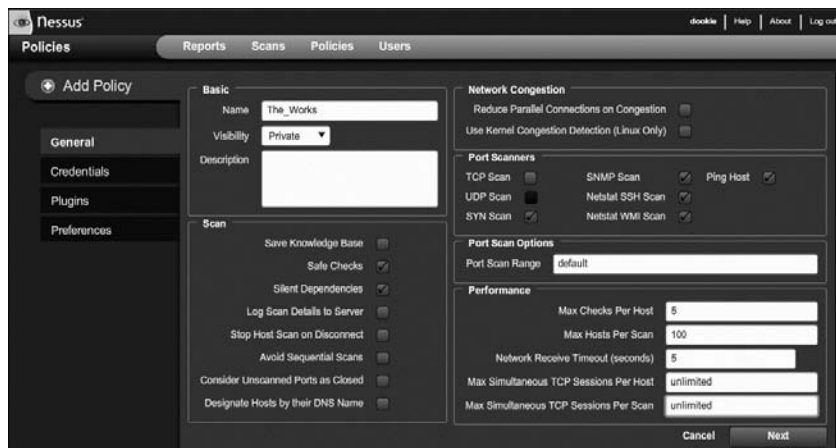 Nessus
dookie | Help | About | Log out
Policies
Reports Scans Policies Users
Add Policy
General
Credentials
Plugins
Preferences
Basic
Name The_Works
Visibility Private
Description
Scan
Save Knowledge Base
Safe Checks
Silent Dependencies
Log Scan Details to Server
Stop Host Scan on Disconnect
Avoid Sequential Scans
Consider Unscanned Ports as Closed
Designate Hosts by their DNS Name
Network Congestion
Reduce Parallel Connections on Congestion
Use Kernel Congestion Detection (Linux Only)
Port Scanners
TCP Scan SNMP Scan Ping Host
UDP Scan Netstat SSH Scan
SYN Scan Netstat WMI Scan
Port Scan Options
Port Scan Range default
Performance
Max Checks Per Host 5
Max Hosts Per Scan 100
Network Receive Timeout (seconds) 5
Max Simultaneous TCP Sessions Per Host unlimited
Max Simultaneous TCP Sessions Per Scan unlimited
Cancel Next